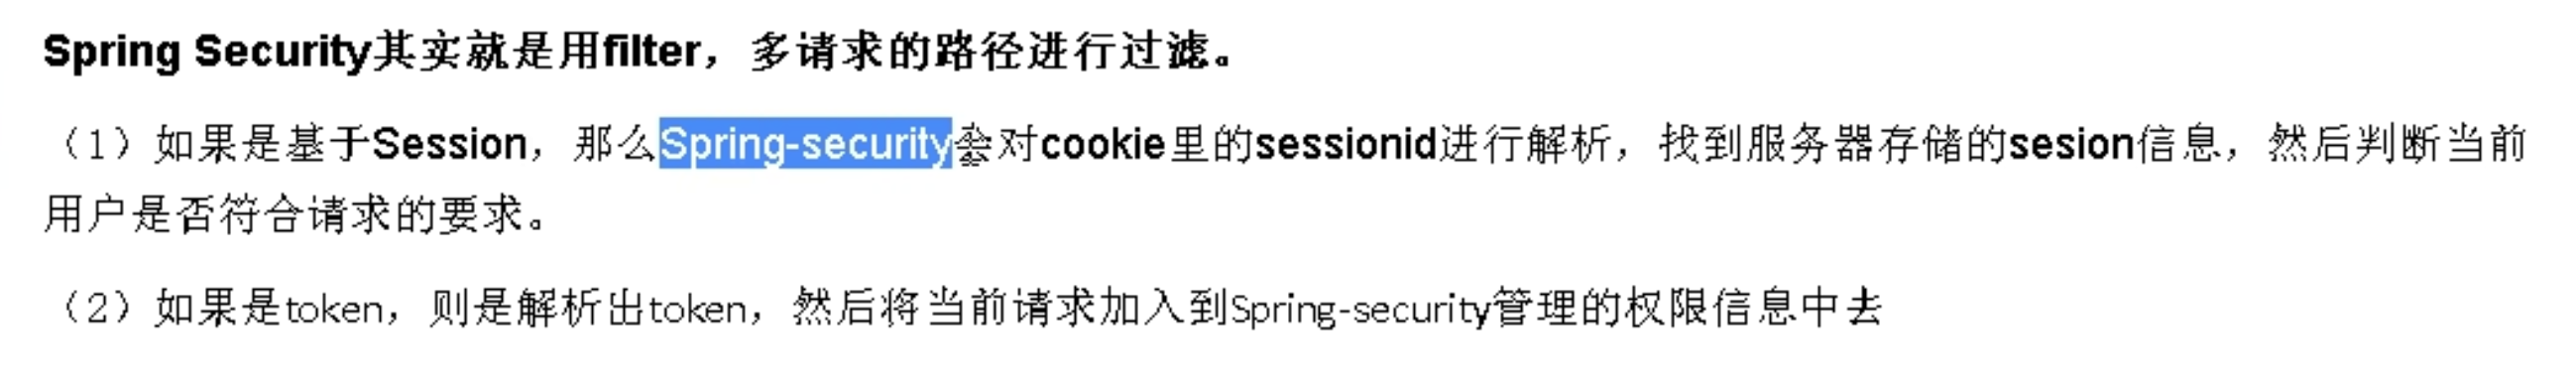 Spring Security其实就是用filter，多请求的路径进行过滤。
（1）如果是基于Session，那么Spring-security会对cookie里的sessionid进行解析，找到服务器存储的sesion信息，然后判断当前
用户是否符合请求的要求。
（2）如果是token，则是解析出token，然后将当前请求加入到Spring-security管理的权限信息中去